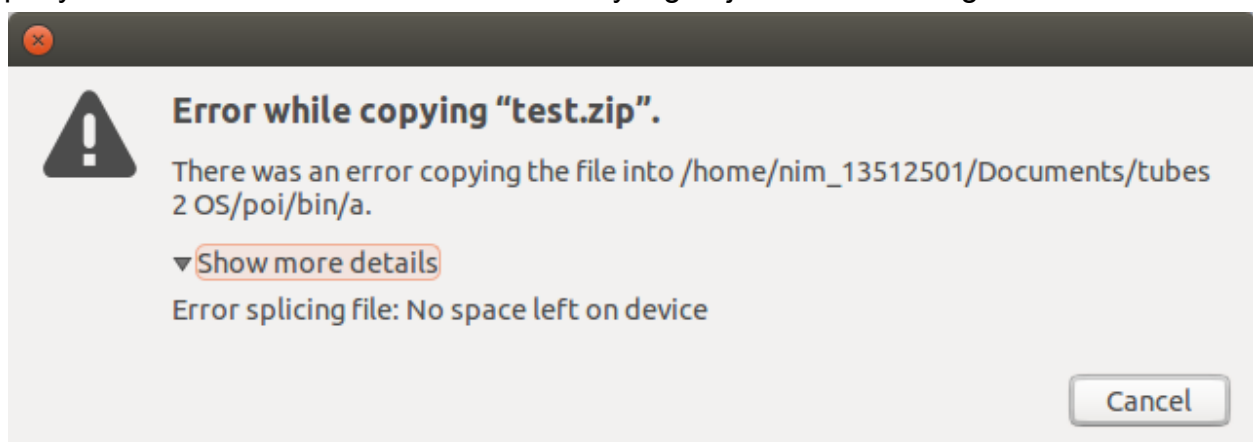 Error while copying “test.zip”.
There was an error copying the file into /home/nim_13512501/Documents/tubes
2 OS/poi/bin/a.
Show more details
Error splicing file: No space left on device
Cancel